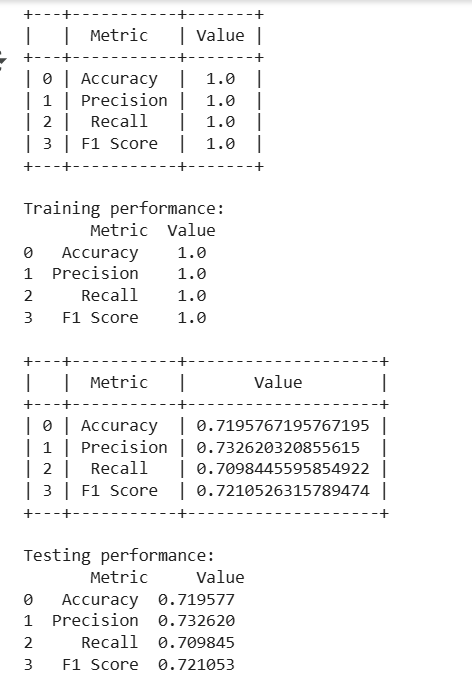 +---+-----------+-------+
|   |  Metric   | Value |
+---+-----------+-------+
| 0 | Accuracy  |  1.0  |
| 1 | Precision |  1.0  |
| 2 |  Recall   |  1.0  |
| 3 | F1 Score  |  1.0  |
+---+-----------+-------+
Training performance:
       Metric  Value
0   Accuracy    1.0
1  Precision    1.0
2     Recall    1.0
3   F1 Score    1.0
+---+-----------+--------------------+
|   |  Metric   |       Value        |
+---+-----------+--------------------+
| 0 | Accuracy  | 0.7195767195767195 |
| 1 | Precision | 0.732620320855615  |
| 2 |  Recall   | 0.7098445595854922 |
| 3 | F1 Score  | 0.7210526315789474 |
+---+-----------+--------------------+
Testing performance:
       Metric     Value
0   Accuracy  0.719577
1  Precision  0.732620
2     Recall  0.709845
3   F1 Score  0.721053